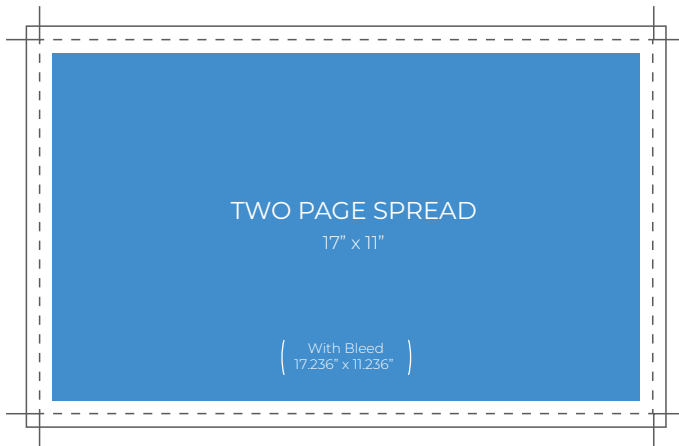 TWO PAGE SPREAD
17” x 11”
( With Bleed )
17.236” x 11.236”